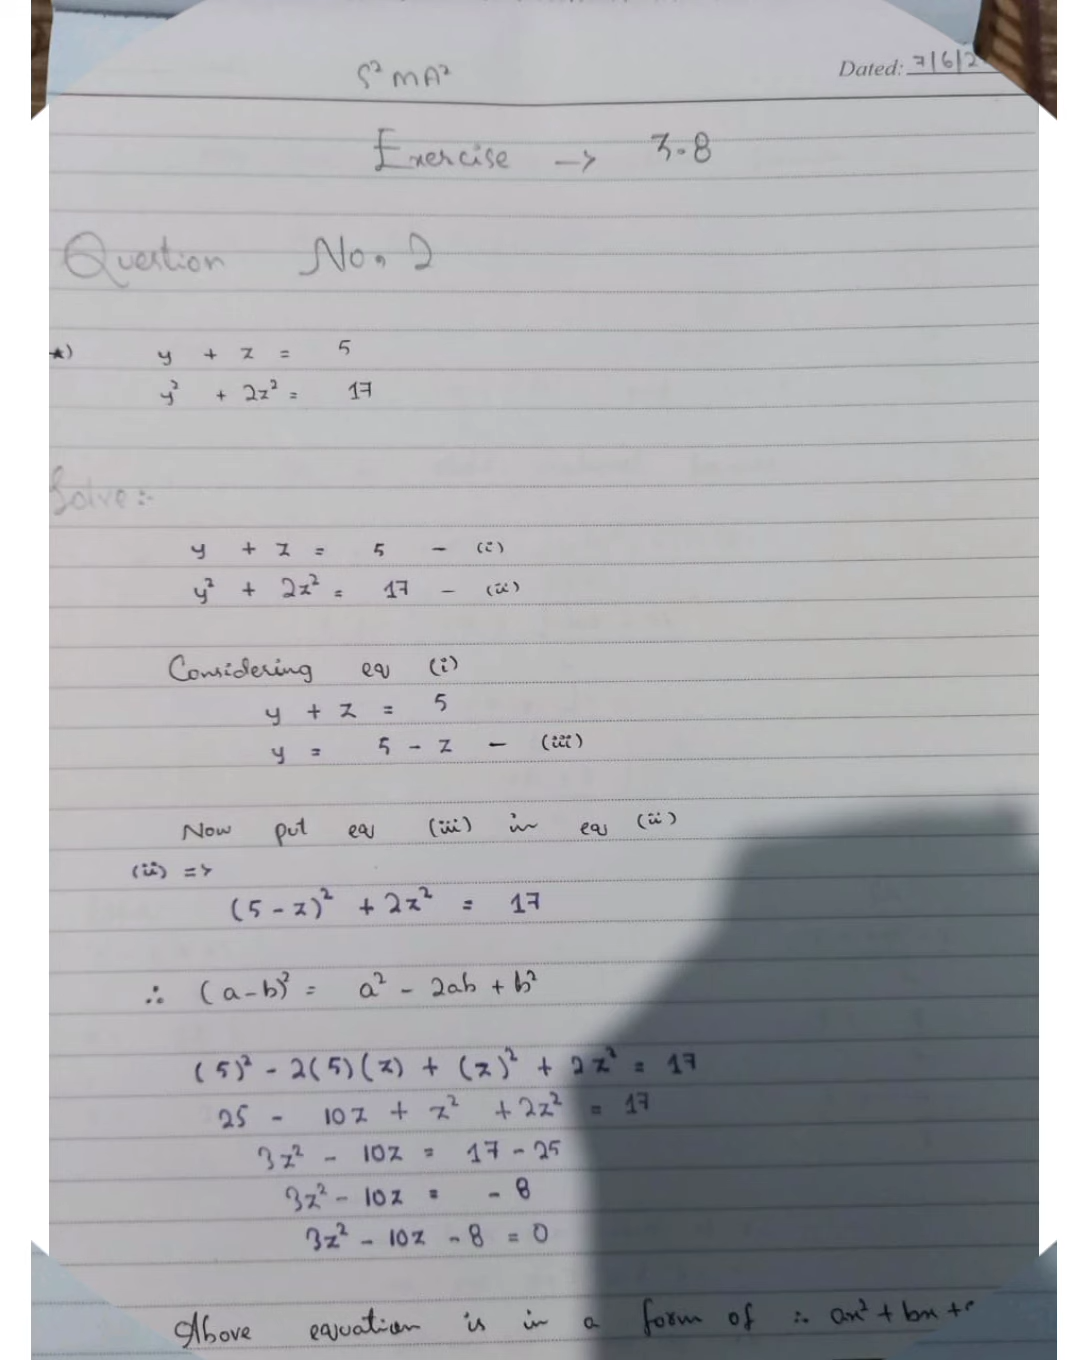 S² MA²
Dated: 7/6/2
Exercise -> 3.8
Question No. 2
*) y + z = 5
y² + 2z² = 17
Solve:-
y + z = 5 - (i)
y² + 2z² = 17 - (ii)
Considering eq (i)
y + z = 5
y = 5 - z - (iii)
Now put eq (iii) in eq (ii)
(ii) =>
(5-z)² + 2z² = 17
∴ (a-b)² = a² - 2ab + b²
(5)² - 2(5)(z) + (z)² + 2z² = 17
25 - 10z + z² + 2z² = 17
3z² - 10z = 17 - 25
3z² - 10z = - 8
3z² - 10z - 8 = 0
Above equation is in a form of ∴ ax² + bx +